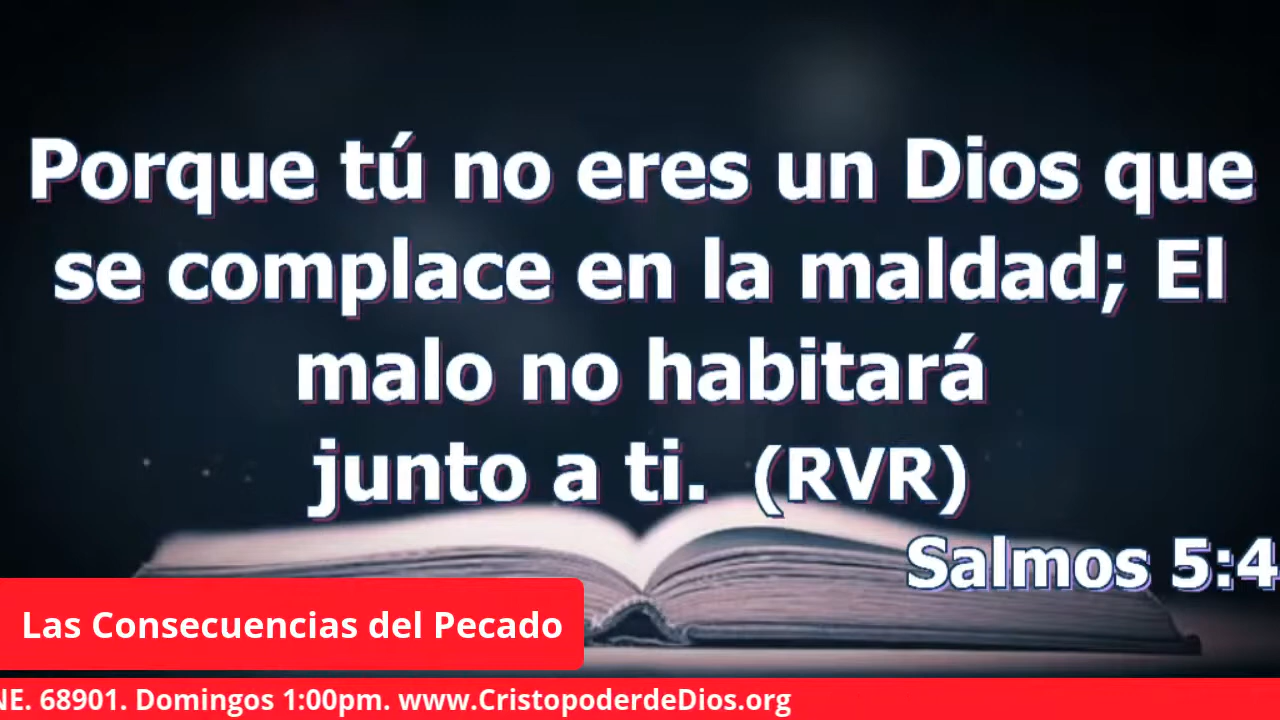 Porque tú no eres un Dios que
se complace en la maldad; El
malo no habitará
junto a ti. (RVR)
Salmos 5:4
Las Consecuencias del Pecado
NE. 68901. Domingos 1:00pm. www.CristopoderdeDios.org